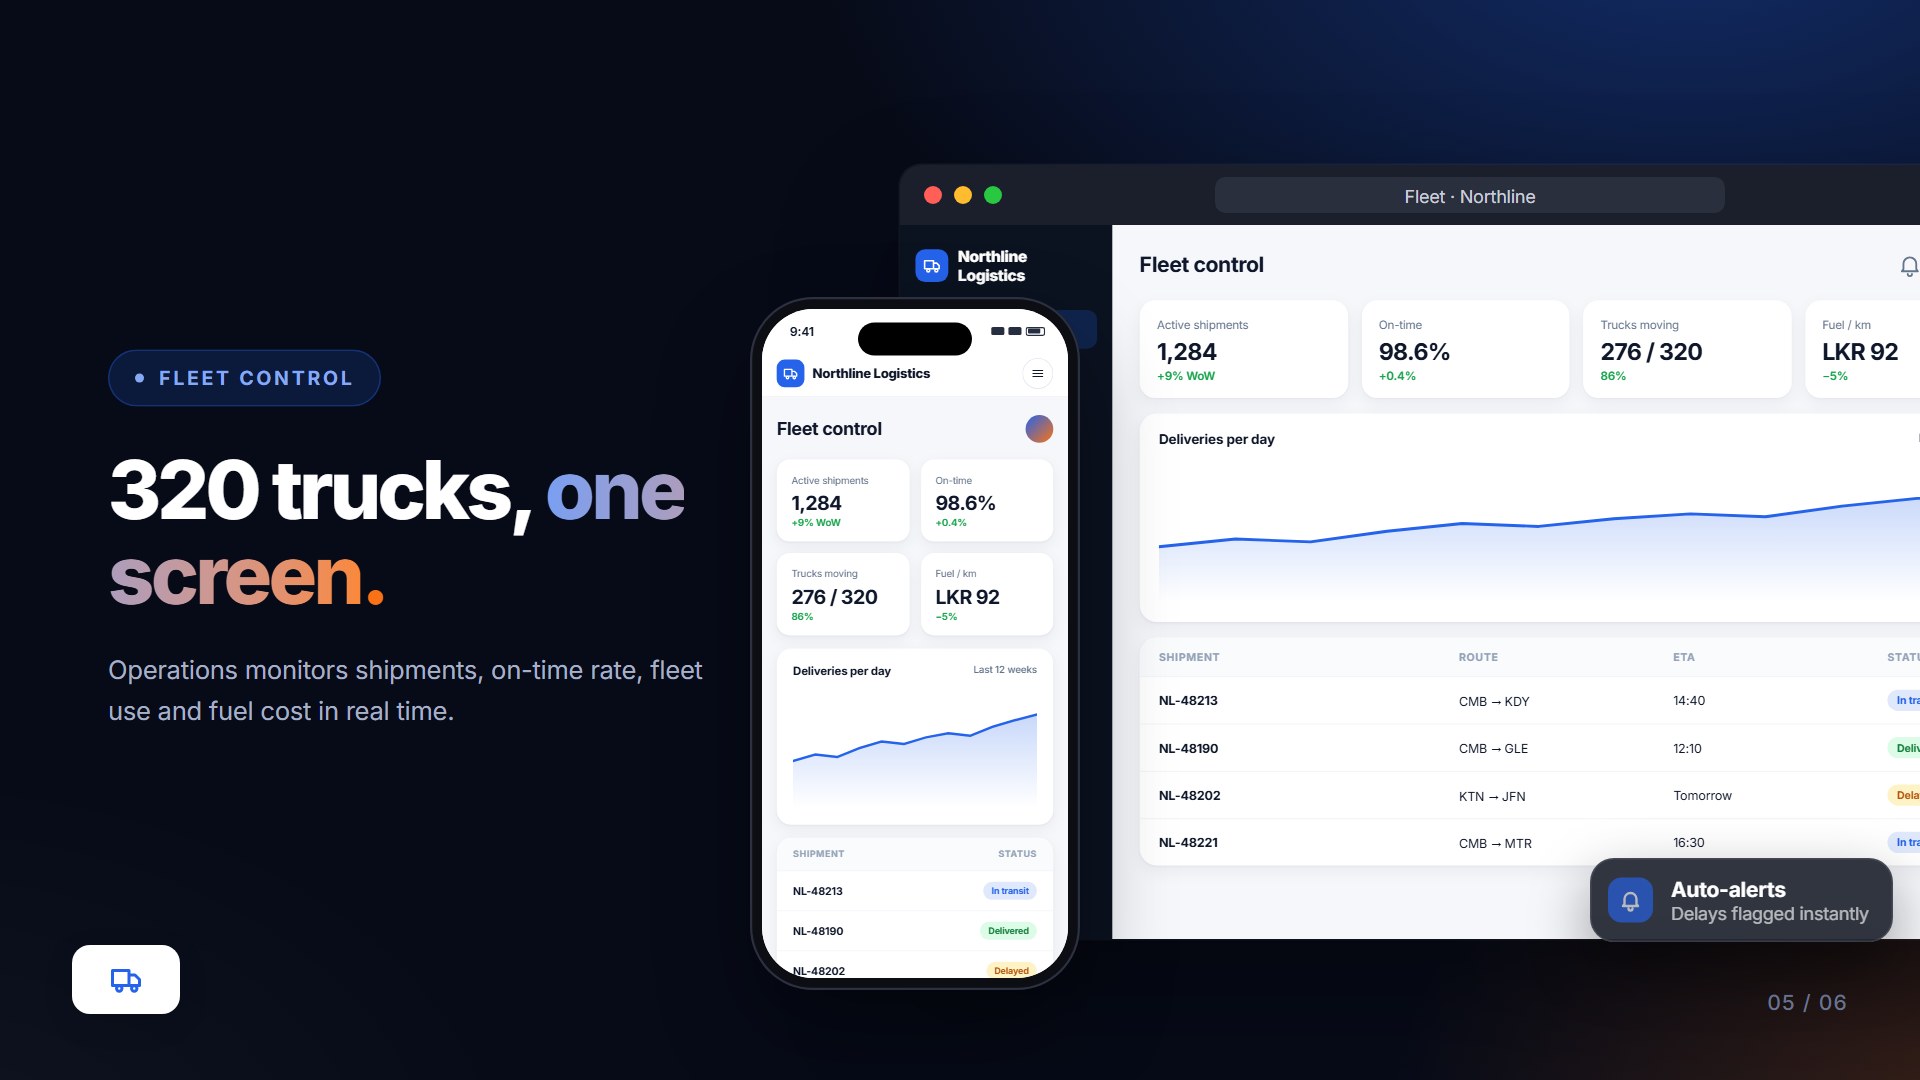 FLEET CONTROL
320 trucks, one
screen.
Operations monitors shipments, on-time rate, fleet
use and fuel cost in real time.
9:41
Northline Logistics
Fleet control
Active shipments
1,284
+9% WoW
On-time
98.6%
+0.4%
Trucks moving
276 / 320
86%
Fuel / km
LKR 92
−5%
Deliveries per day
Last 12 weeks
SHIPMENT STATUS
NL-48213 In transit
NL-48190 Delivered
NL-48202 Delayed
Fleet · Northline
Northline
Logistics
Fleet control
Active shipments
1,284
+9% WoW
On-time
98.6%
+0.4%
Trucks moving
276 / 320
86%
Fuel / km
LKR 92
−5%
Deliveries per day
SHIPMENT ROUTE ETA
NL-48213 CMB → KDY 14:40
NL-48190 CMB → GLE 12:10
NL-48202 KTN → JFN Tomorrow
NL-48221 CMB → MTR 16:30
Auto-alerts
Delays flagged instantly
05 / 06